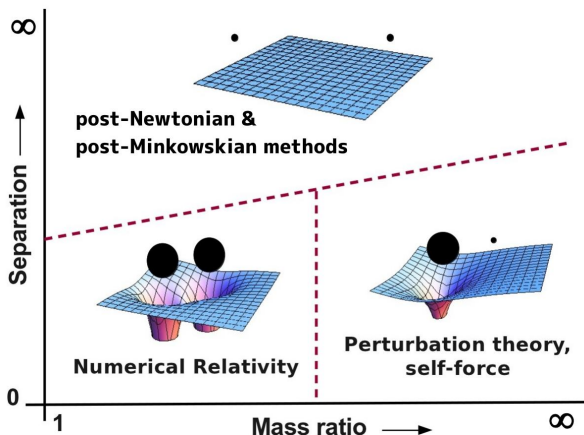 ∞
Separation →
post-Newtonian &
post-Minkowskian methods
Numerical Relativity
Perturbation theory,
self-force
0
1
Mass ratio →
∞